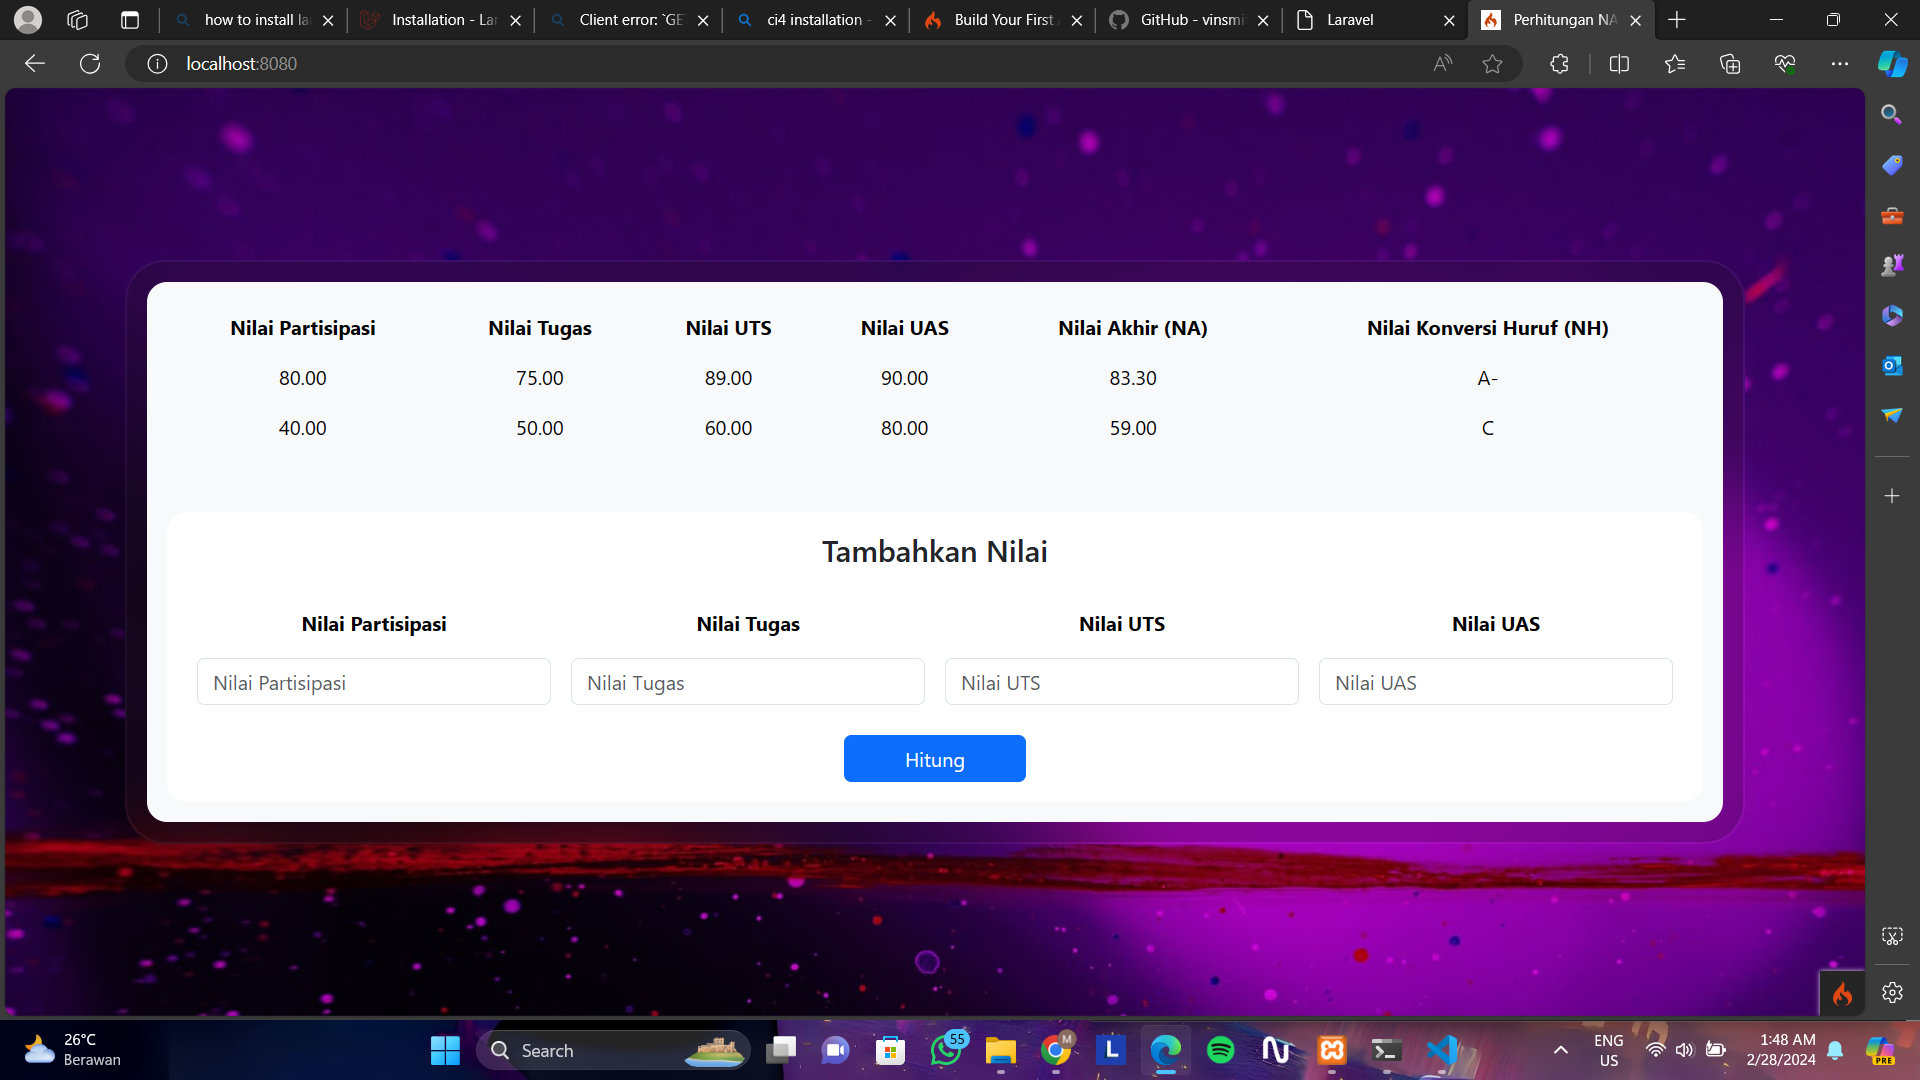 how to install la
Installation - Lar
Client error: `GE
ci4 installation -
Build Your First
GitHub - vinsmi
Laravel
Perhitungan NA
localhost:8080
Nilai Partisipasi Nilai Tugas Nilai UTS Nilai UAS Nilai Akhir (NA) Nilai Konversi Huruf (NH)
80.00 75.00 89.00 90.00 83.30 A-
40.00 50.00 60.00 80.00 59.00 C
Tambahkan Nilai
Nilai Partisipasi Nilai Tugas Nilai UTS Nilai UAS
Nilai Partisipasi Nilai Tugas Nilai UTS Nilai UAS
Hitung
26°C
Berawan
Search
55
M
L
ENG
US
1:48 AM
2/28/2024
PRE